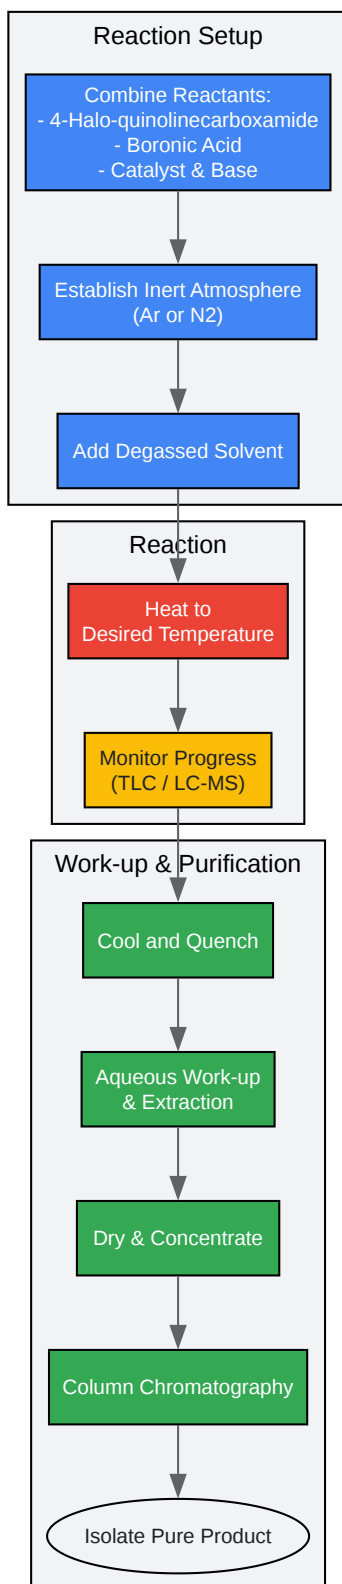 Reaction Setup
Combine Reactants:
- 4-Halo-quinolinecarboxamide
- Boronic Acid
- Catalyst & Base
Establish Inert Atmosphere
(Ar or N2)
Add Degassed Solvent
Reaction
Heat to
Desired Temperature
Monitor Progress
(TLC / LC-MS)
Work-up & Purification
Cool and Quench
Aqueous Work-up
& Extraction
Dry & Concentrate
Column Chromatography
Isolate Pure Product